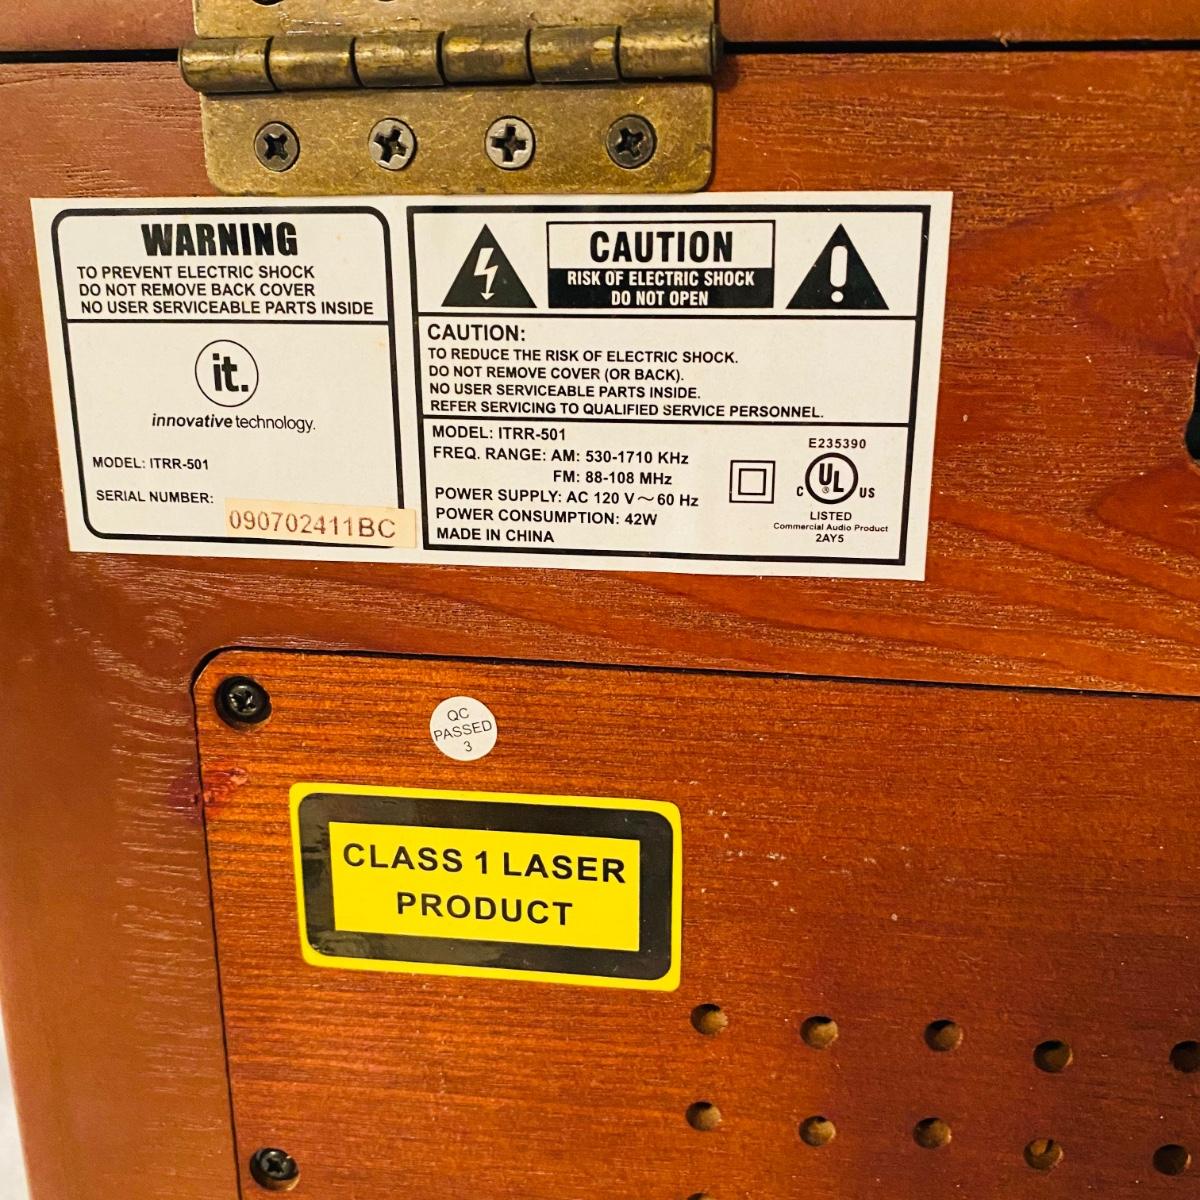 WARNING
TO PREVENT ELECTRIC SHOCK
DO NOT REMOVE BACK COVER
NO USER SERVICEABLE PARTS INSIDE
it.
innovative technology.
MODEL: ITRR-501
SERIAL NUMBER:
090702411BC
CAUTION
RISK OF ELECTRIC SHOCK
DO NOT OPEN
CAUTION:
TO REDUCE THE RISK OF ELECTRIC SHOCK.
DO NOT REMOVE COVER (OR BACK).
NO USER SERVICEABLE PARTS INSIDE.
REFER SERVICING TO QUALIFIED SERVICE PERSONNEL.
MODEL: ITRR-501
FREQ. RANGE: AM: 530-1710 KHz
FM: 88-108 MHz
POWER SUPPLY: AC 120 V～60 Hz
POWER CONSUMPTION: 42W
MADE IN CHINA
E235390
C UL ® US
LISTED
Commercial Audio Product
2AY5
QC
PASSED
3
CLASS 1 LASER
PRODUCT